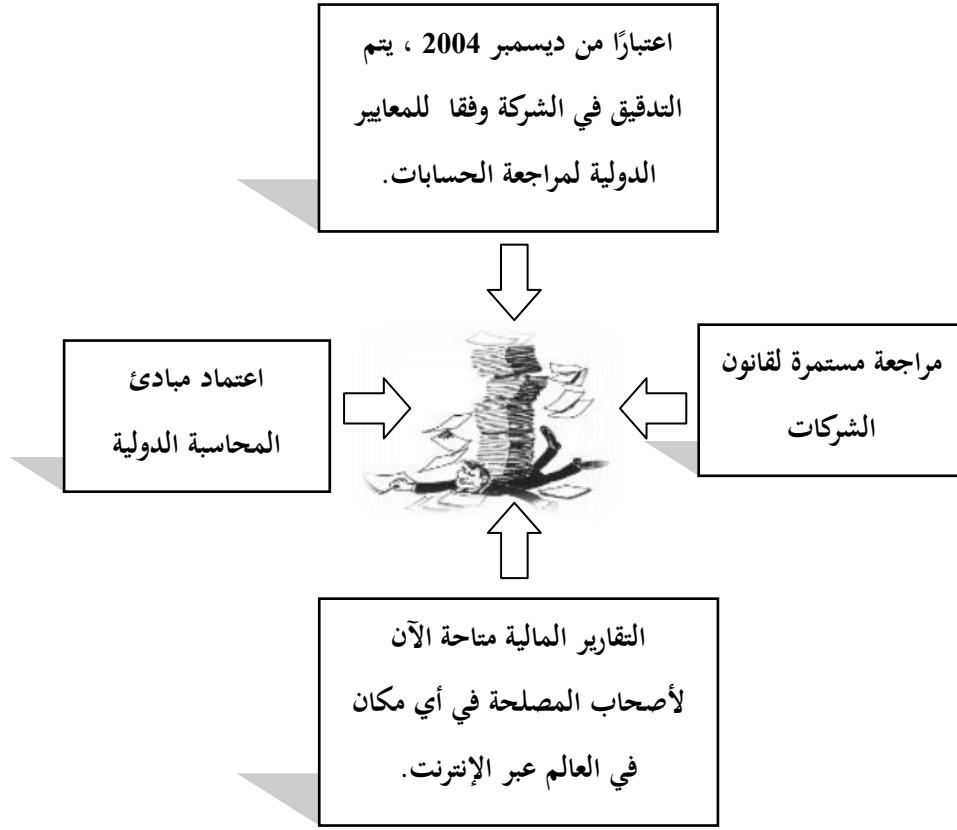 اعتبارًا من ديسمبر 2004 ، يتم
التدقيق في الشركة وفقا للمعايير
الدولية لمراجعة الحسابات.
مراجعة مستمرة لقانون
الشركات
اعتماد مبادئ
المحاسبة الدولية
التقارير المالية متاحة الآن
لأصحاب المصلحة في أي مكان
في العالم عبر الإنترنت.